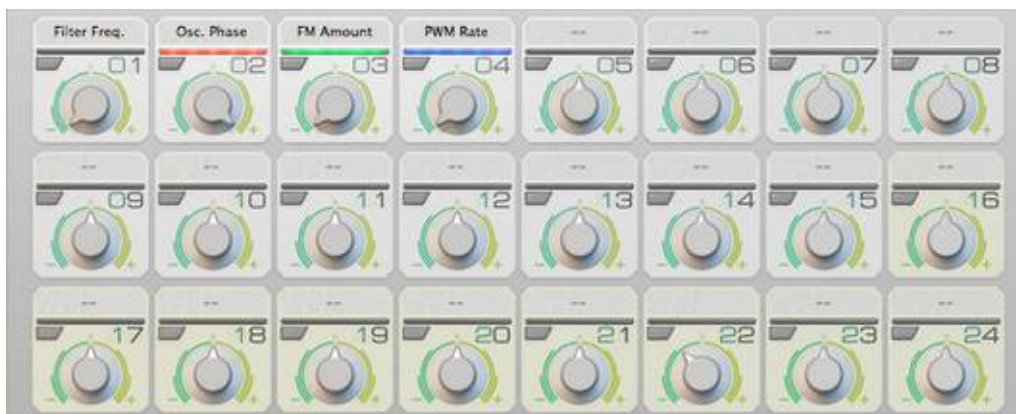 Filter Freq. Osc. Phase FM Amount PWM Rate -- -- -- --
01 02 03 04 05 06 07 08
- + - + - + - + - + - + - + - +
-- -- -- -- -- -- -- --
09 10 11 12 13 14 15 16
- + - + - + - + - + - + - + - +
-- -- -- -- -- -- -- --
17 18 19 20 21 22 23 24
- + - + - + - + - + - + - + - +